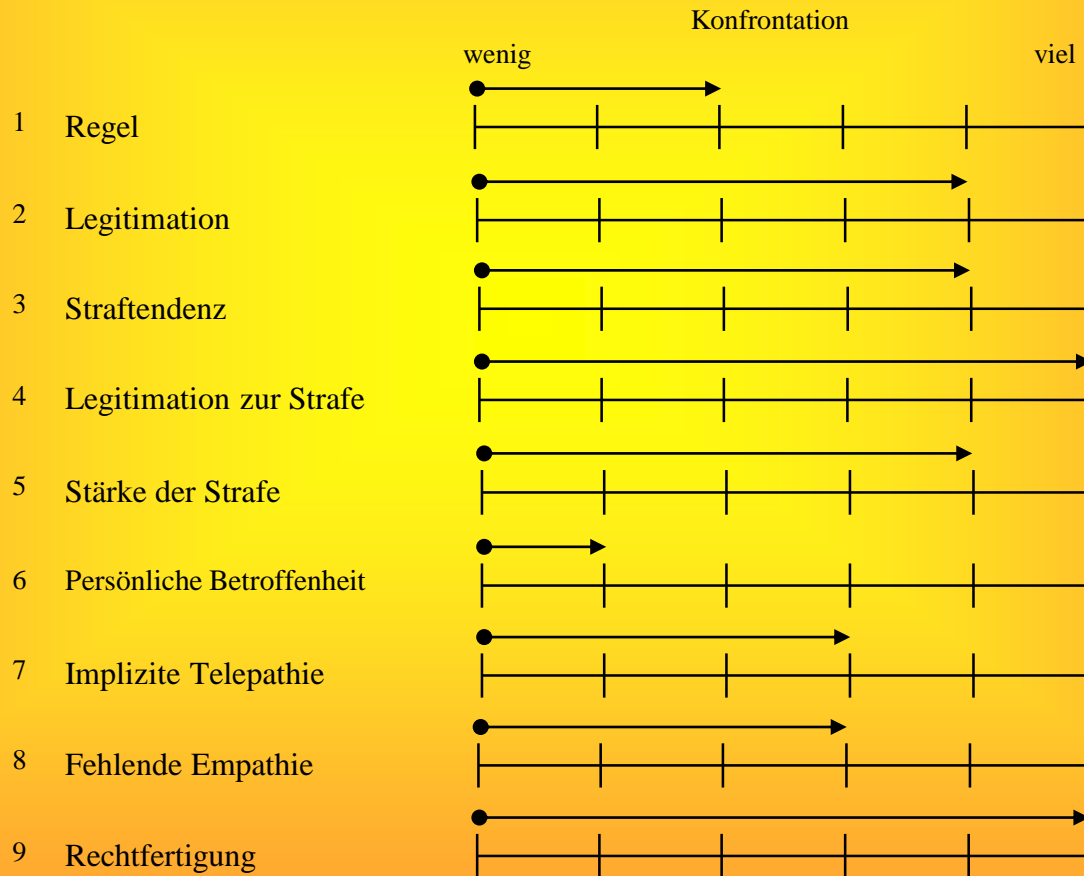 Konfrontation
wenig viel
1 Regel
2 Legitimation
3 Straftendenz
4 Legitimation zur Strafe
5 Stärke der Strafe
6 Persönliche Betroffenheit
7 Implizite Telepathie
8 Fehlende Empathie
9 Rechtfertigung